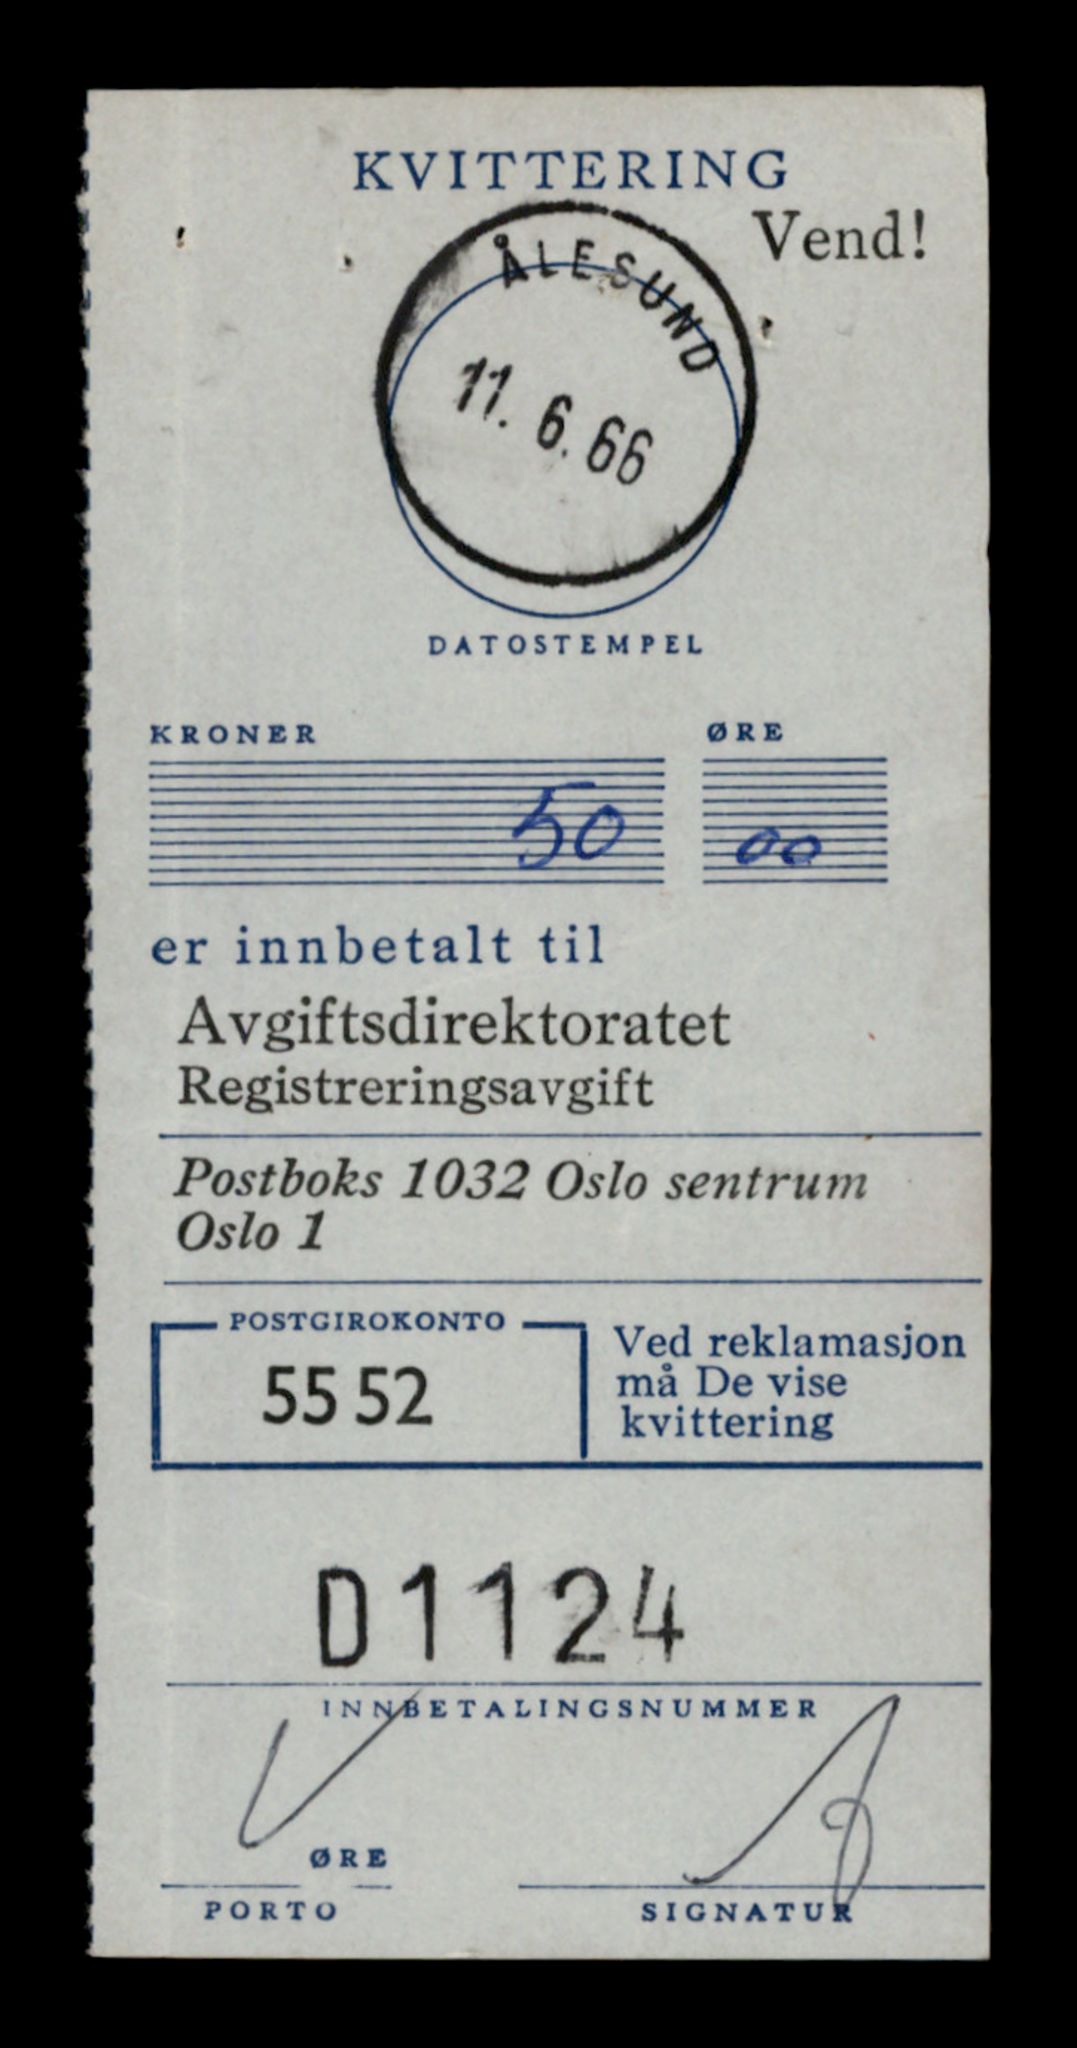 KVITTERING
Vend!
ÅLESUND
11. 6. 66
DATOSTEMPEL
KRONER ØRE
50 00
er innbetalt til
Avgiftsdirektoratet
Registreringsavgift
Postboks 1032 Oslo sentrum
Oslo 1
POSTGIROKONTO
55 52
Ved reklamasjon
må De vise
kvittering
D1124
INNBETALINGSNUMMER
ØRE
PORTO
SIGNATUR